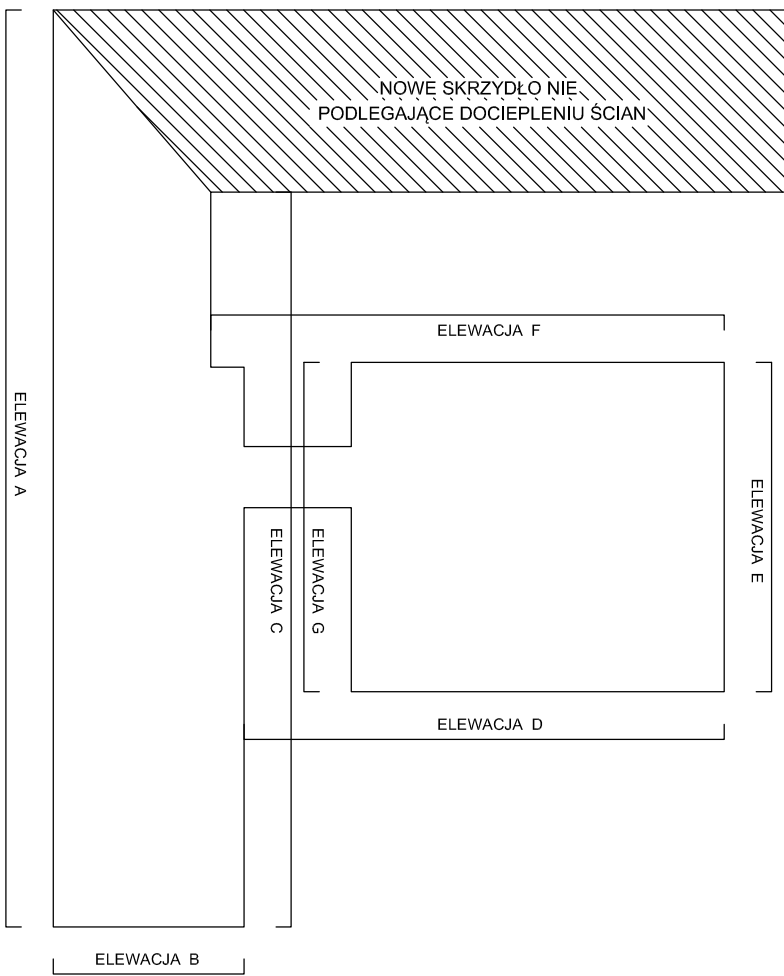 NOWE SKRZYDŁO NIE
PODLEGAJĄCE DOCIEPLENIU ŚCIAN
ELEWACJA F
ELEWACJA A
ELEWACJA E
ELEWACJA C
ELEWACJA G
ELEWACJA D
ELEWACJA B